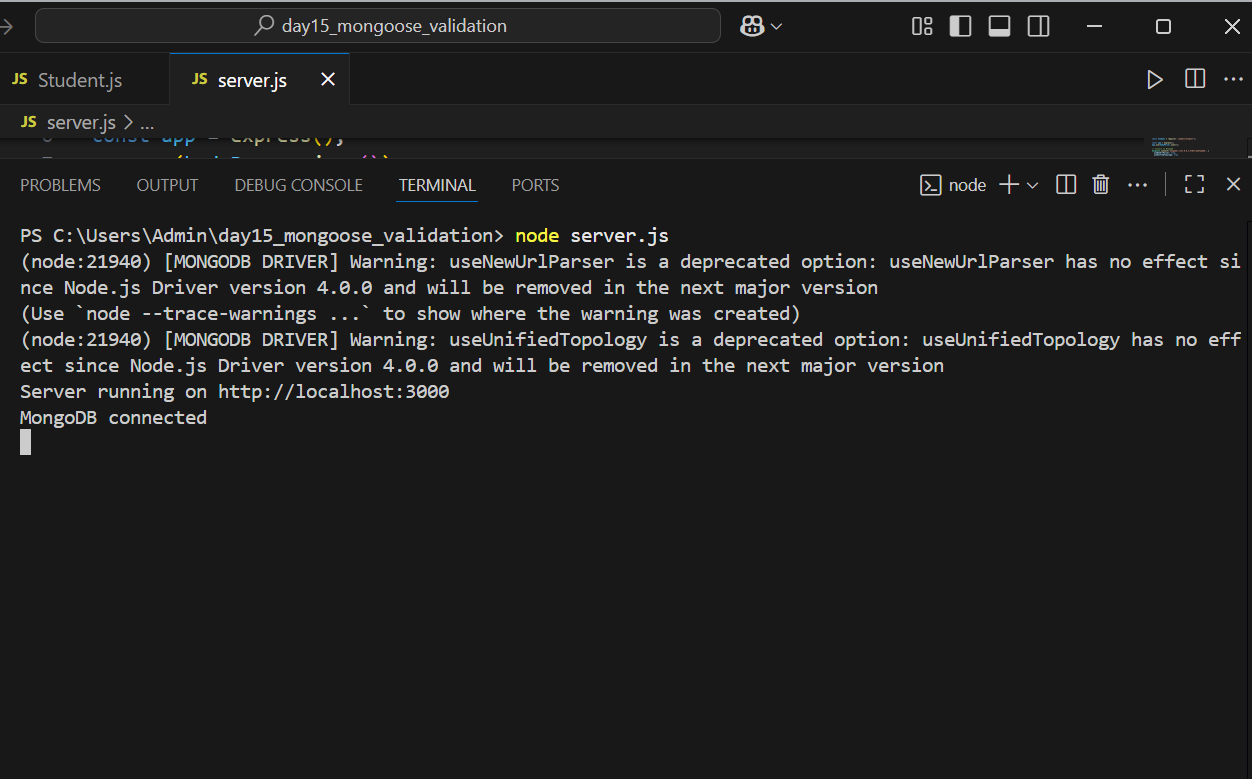 day15_mongoose_validation
JS Student.js
JS server.js
JS server.js > ...
const app = express();
PROBLEMS OUTPUT DEBUG CONSOLE TERMINAL PORTS
node
PS C:\Users\Admin\day15_mongoose_validation> node server.js
(node:21940) [MONGODB DRIVER] Warning: useNewUrlParser is a deprecated option: useNewUrlParser has no effect si
nce Node.js Driver version 4.0.0 and will be removed in the next major version
(Use `node --trace-warnings ...` to show where the warning was created)
(node:21940) [MONGODB DRIVER] Warning: useUnifiedTopology is a deprecated option: useUnifiedTopology has no eff
ect since Node.js Driver version 4.0.0 and will be removed in the next major version
Server running on http://localhost:3000
MongoDB connected